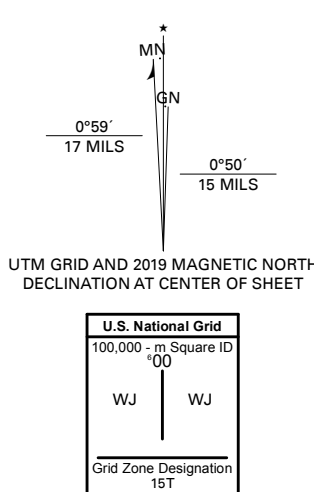 ★
MN
GN
0°59´
17 MILS
0°50´
15 MILS
UTM GRID AND 2019 MAGNETIC NORTH
DECLINATION AT CENTER OF SHEET
U.S. National Grid
100,000 - m Square ID
⁶00
WJ WJ
Grid Zone Designation
15T